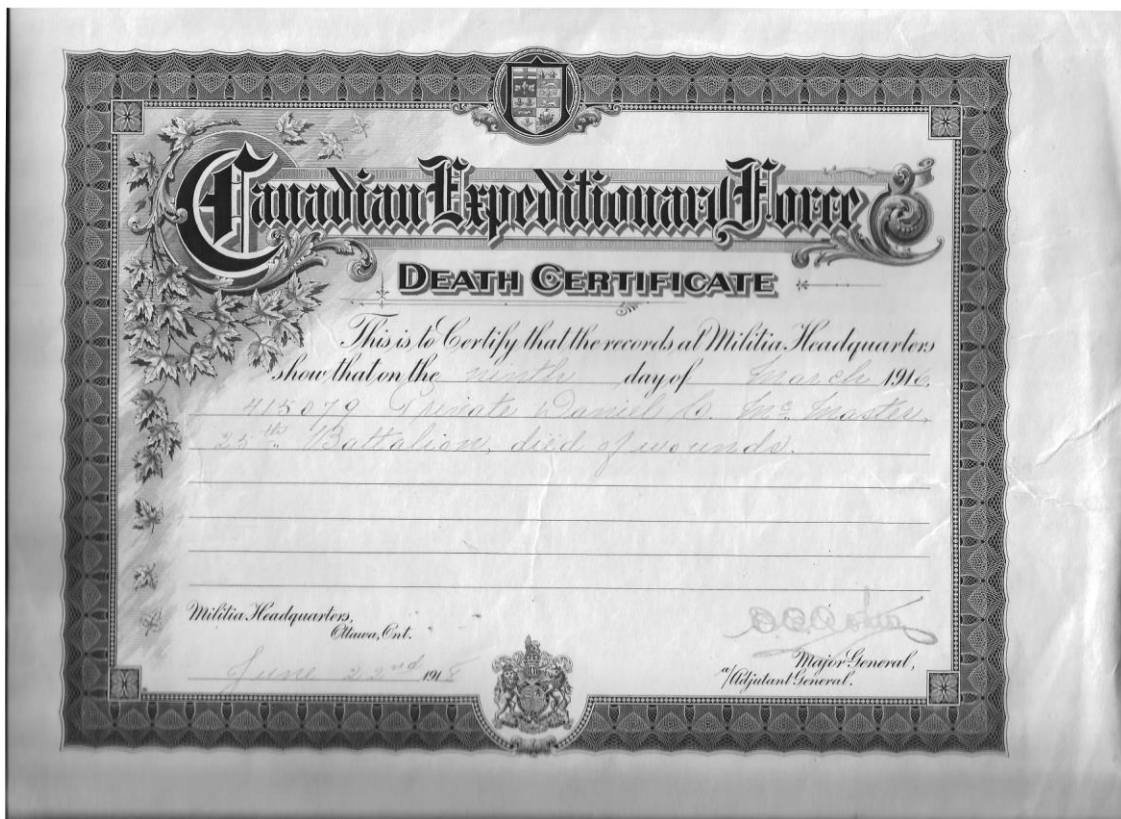 Canadian Expeditionary Force
DEATH CERTIFICATE
This is to Certify that the records at Militia Headquarters
show that on the ninth day of March 1916,
415079 Private Daniel Mc Master,
25th Battalion, died of wounds.
Militia Headquarters,
Ottawa, Ont.
June 22nd 1918
Major General,
a/Adjutant General.